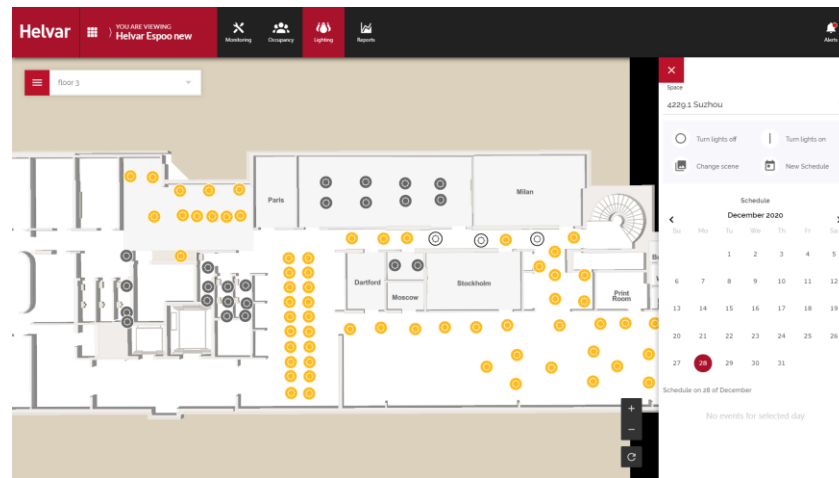 Helvar
YOU ARE VIEWING
Helvar Espoo new
Monitoring
Occupancy
Lighting
Reports
Alerts
floor 3
Paris
Milan
Dartford
Moscow
Stockholm
Print
Room
Space
4229.1 Suzhou
Turn lights off
Turn lights on
Change scene
New Schedule
Schedule
December 2020
Su Mo Tu We Th Fr Sa
1 2 3 4 5
6 7 8 9 10 11 12
13 14 15 16 17 18 19
20 21 22 23 24 25 26
27 28 29 30 31
Schedule on 28 of December
No events for selected day